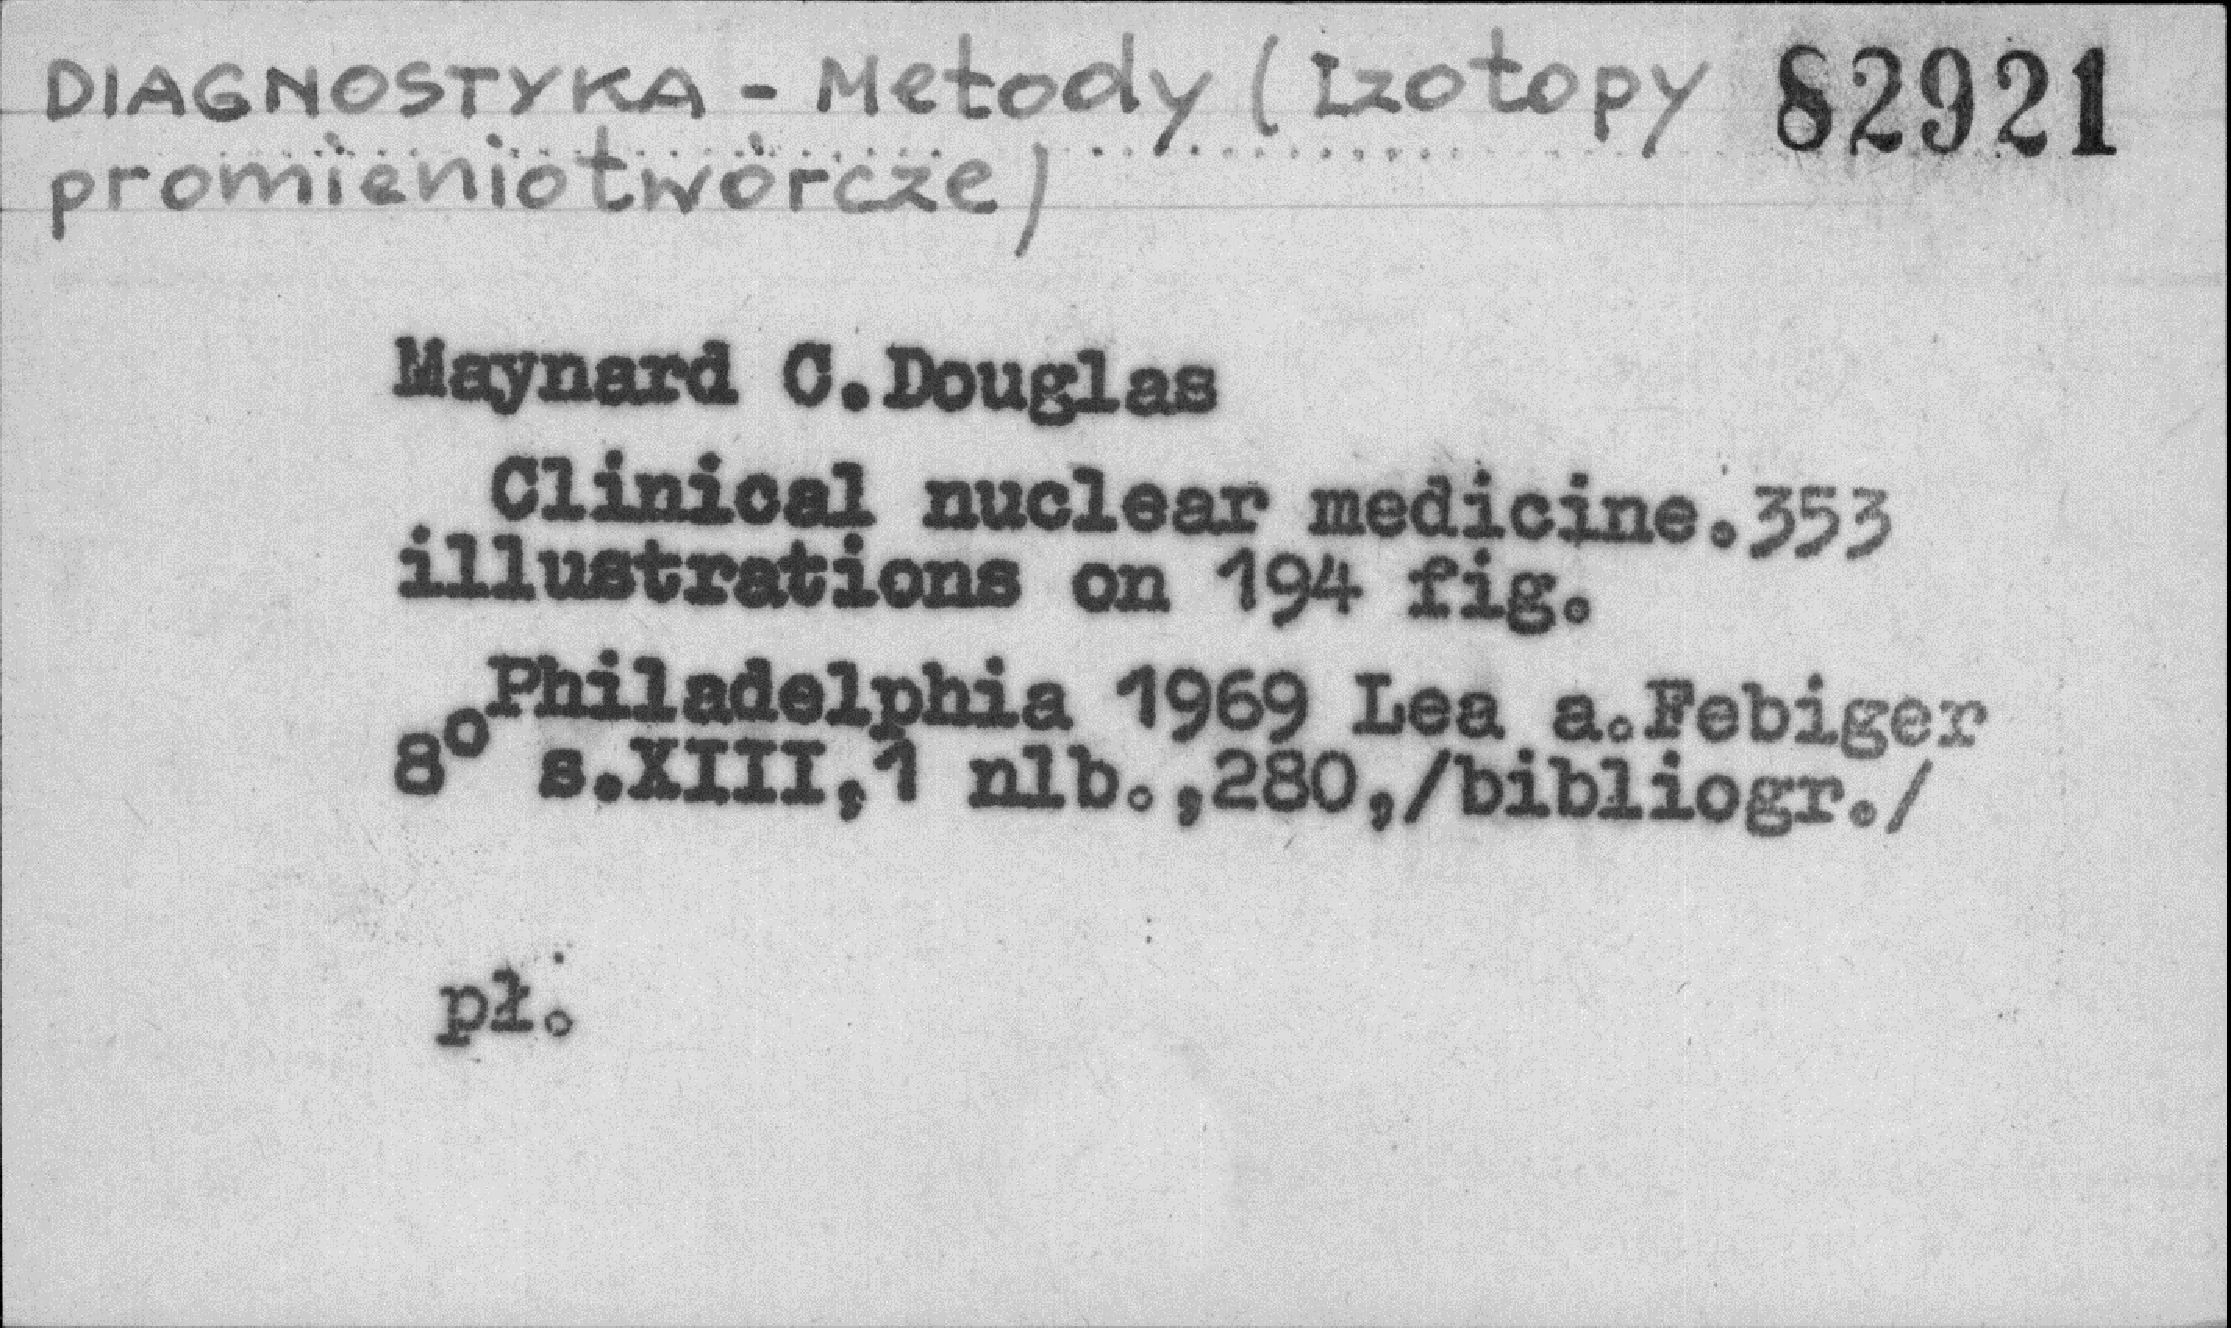 DIAGNOSTYKA - Metody (Izotopy 82921
promieniotwórcze)
Maynard C.Douglas
Clinical nuclear medicine.353
illustrations on 194 fig.
Philadelphia 1969 Lea a.Febiger
8° s.XIII,1 nlb.,280,/bibliogr./
pł.